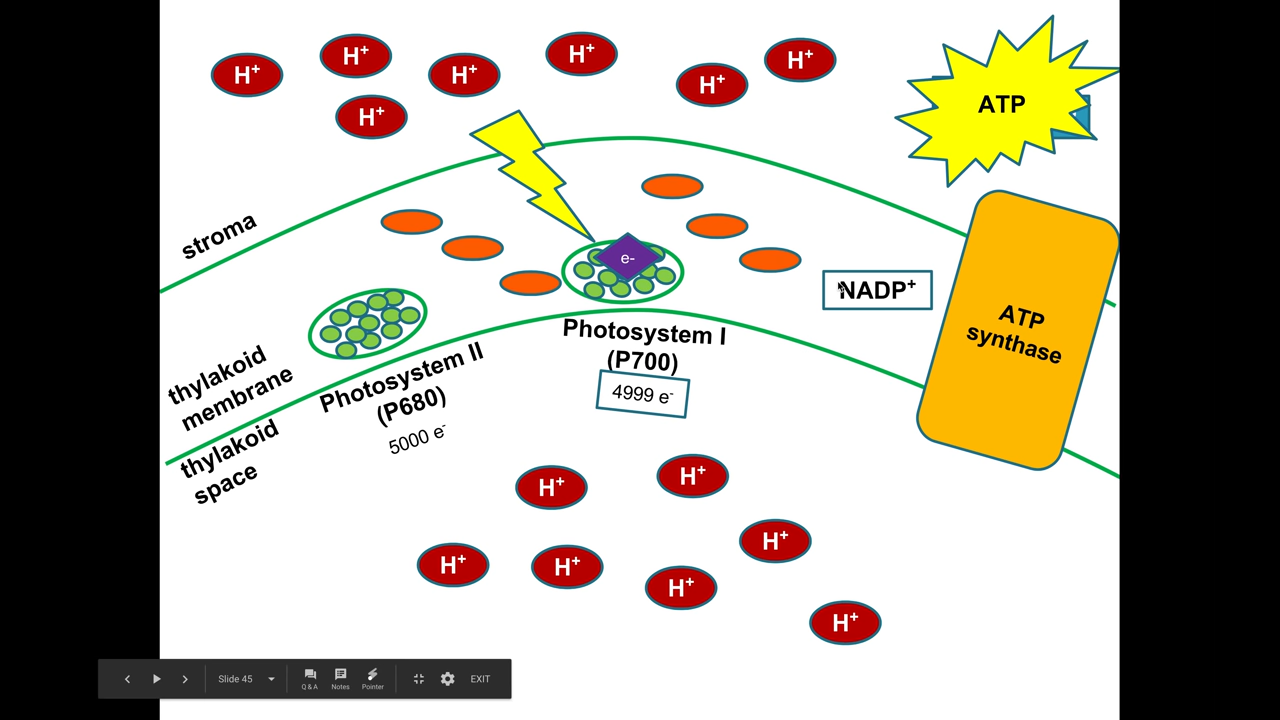 H⁺
H⁺
H⁺
H⁺
H⁺
H⁺
H⁺
ATP
stroma
e-
NADP⁺
ATP
synthase
thylakoid
membrane
Photosystem I
(P700)
4999 e⁻
Photosystem II
(P680)
5000 e⁻
thylakoid
space
H⁺
H⁺
H⁺
H⁺
H⁺
H⁺
H⁺
Slide 45
Q & A
Notes
Pointer
EXIT